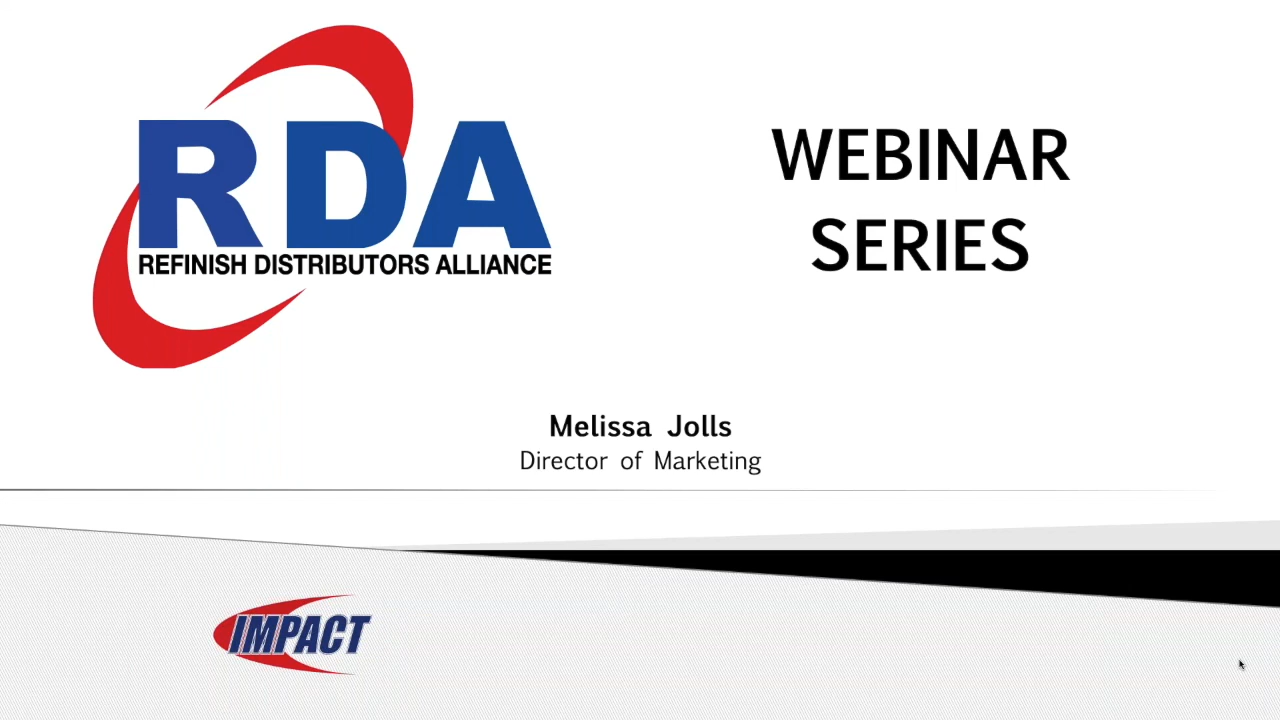 RDA
REFINISH DISTRIBUTORS ALLIANCE
WEBINAR
SERIES
Melissa Jolls
Director of Marketing
IMPACT